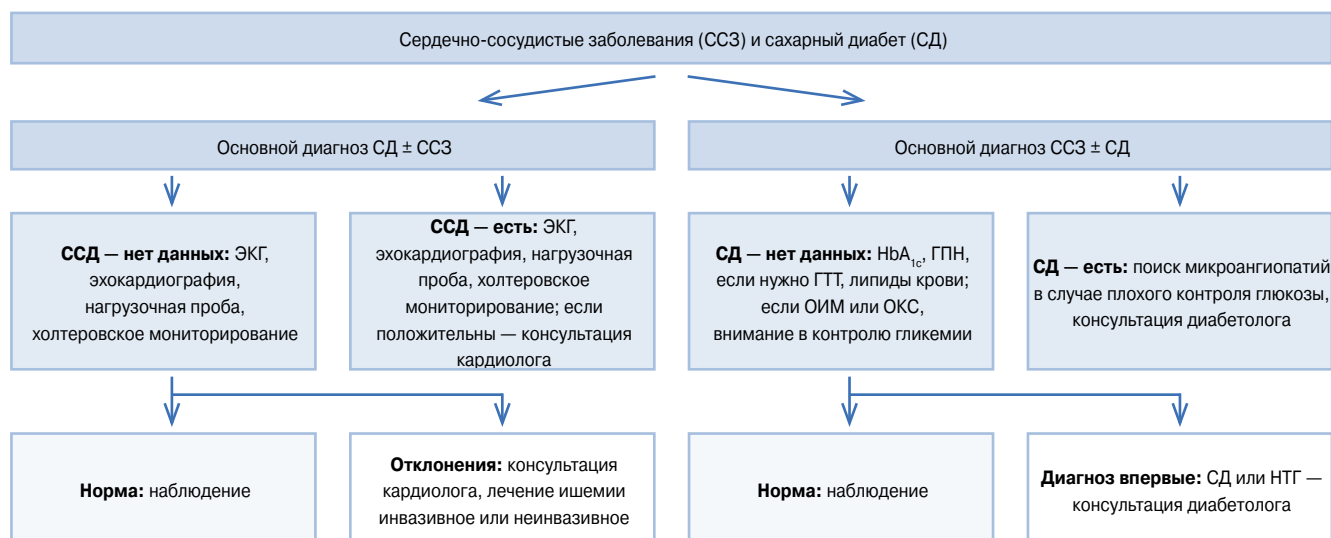 Сердечно-сосудистые заболевания (ССЗ) и сахарный диабет (СД)
Основной диагноз СД ± ССЗ
Основной диагноз ССЗ ± СД
ССД — нет данных: ЭКГ,
эхокардиография,
нагрузочная проба,
холтеровское мониторирование
ССД — есть: ЭКГ,
эхокардиография, нагрузочная
проба, холтеровское
мониторирование; если
положительны — консультация
кардиолога
СД — нет данных: HbA1c, ГПН,
если нужно ГТТ, липиды крови;
если ОИМ или ОКС,
внимание в контролю гликемии
СД — есть: поиск микроангиопатий
в случае плохого контроля глюкозы,
консультация диабетолога
Норма: наблюдение
Отклонения: консультация
кардиолога, лечение ишемии
инвазивное или неинвазивное
Норма: наблюдение
Диагноз впервые: СД или НТГ —
консультация диабетолога